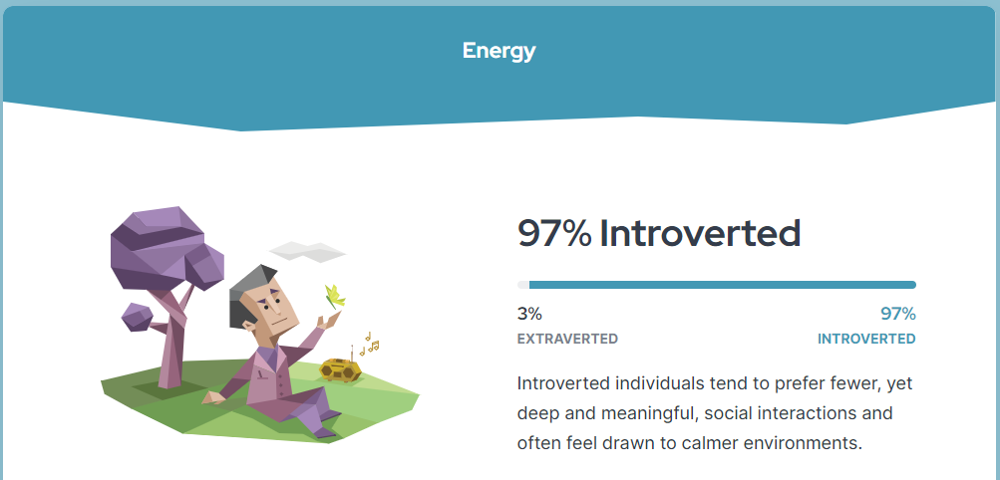 Energy
97% Introverted
3%
97%
EXTRAVERTED
INTROVERTED
Introverted individuals tend to prefer fewer, yet
deep and meaningful, social interactions and
often feel drawn to calmer environments.